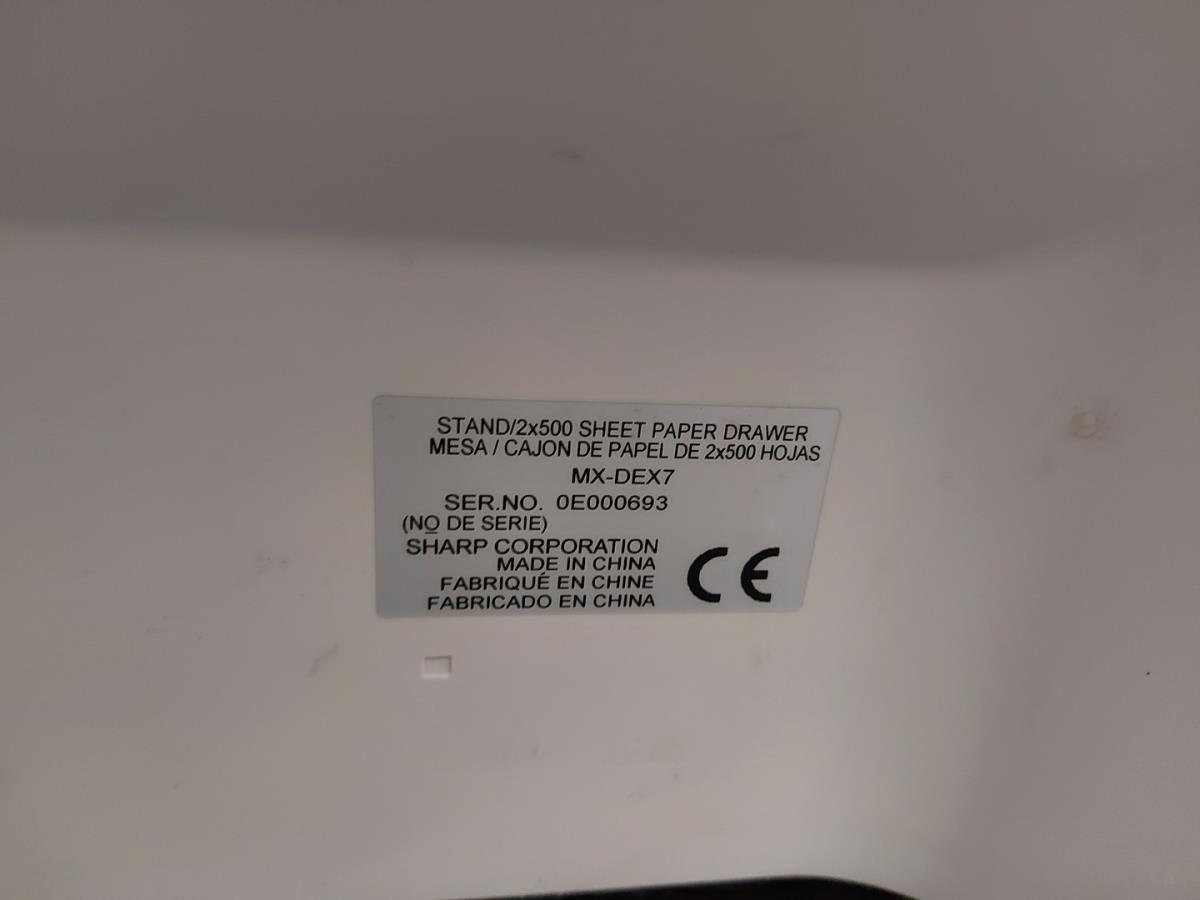 STAND/2x500 SHEET PAPER DRAWER
MESA / CAJON DE PAPEL DE 2x500 HOJAS
MX-DEX7
SER.NO. 0E000693
(NO DE SERIE)
SHARP CORPORATION
MADE IN CHINA
FABRIQUÉ EN CHINE
FABRICADO EN CHINA
CE